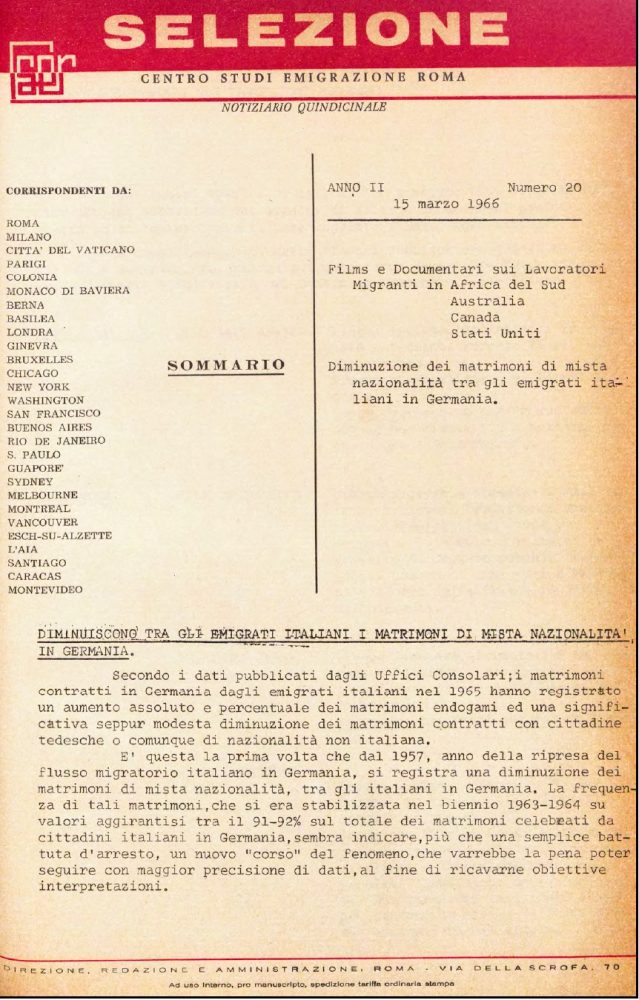 SELEZIONE
cser
CENTRO STUDI EMIGRAZIONE ROMA
NOTIZIARIO QUINDICINALE
CORRISPONDENTI DA:
ROMA
MILANO
CITTA' DEL VATICANO
PARIGI
COLONIA
MONACO DI BAVIERA
BERNA
BASILEA
LONDRA
GINEVRA
BRUXELLES
CHICAGO
NEW YORK
WASHINGTON
SAN FRANCISCO
BUENOS AIRES
RIO DE JANEIRO
S. PAULO
GUAPORE'
SYDNEY
MELBOURNE
MONTREAL
VANCOUVER
ESCH-SU-ALZETTE
L'AIA
SANTIAGO
CARACAS
MONTEVIDEO
SOMMARIO
ANNO II Numero 20
15 marzo 1966
Films e Documentari sui Lavoratori
Migranti in Africa del Sud
Australia
Canada
Stati Uniti
Diminuzione dei matrimoni di mista
nazionalità tra gli emigrati ita-
liani in Germania.
DIMINUISCONO TRA GLI EMIGRATI ITALIANI I MATRIMONI DI MISTA NAZIONALITA'
IN GERMANIA.
Secondo i dati pubblicati dagli Uffici Consolari;i matrimoni
contratti in Germania dagli emigrati italiani nel 1965 hanno registrato
un aumento assoluto e percentuale dei matrimoni endogami ed una signifi-
cativa seppur modesta diminuzione dei matrimoni contratti con cittadine
tedesche o comunque di nazionalità non italiana.
E' questa la prima volta che dal 1957, anno della ripresa del
flusso migratorio italiano in Germania, si registra una diminuzione dei
matrimoni di mista nazionalità, tra gli italiani in Germania. La frequen-
za di tali matrimoni,che si era stabilizzata nel biennio 1963-1964 su
valori aggirantisi tra il 91-92% sul totale dei matrimoni celebrati da
cittadini italiani in Germania,sembra indicare,più che una semplice bat-
tuta d'arresto, un nuovo "corso" del fenomeno,che varrebbe la pena poter
seguire con maggior precisione di dati,al fine di ricavarne obiettive
interpretazioni.
DIREZIONE, REDAZIONE E AMMINISTRAZIONE, ROMA - VIA DELLA SCROFA, 70
Ad uso interno, pro manuscripto, spedizione tariffa ordinaria stampe